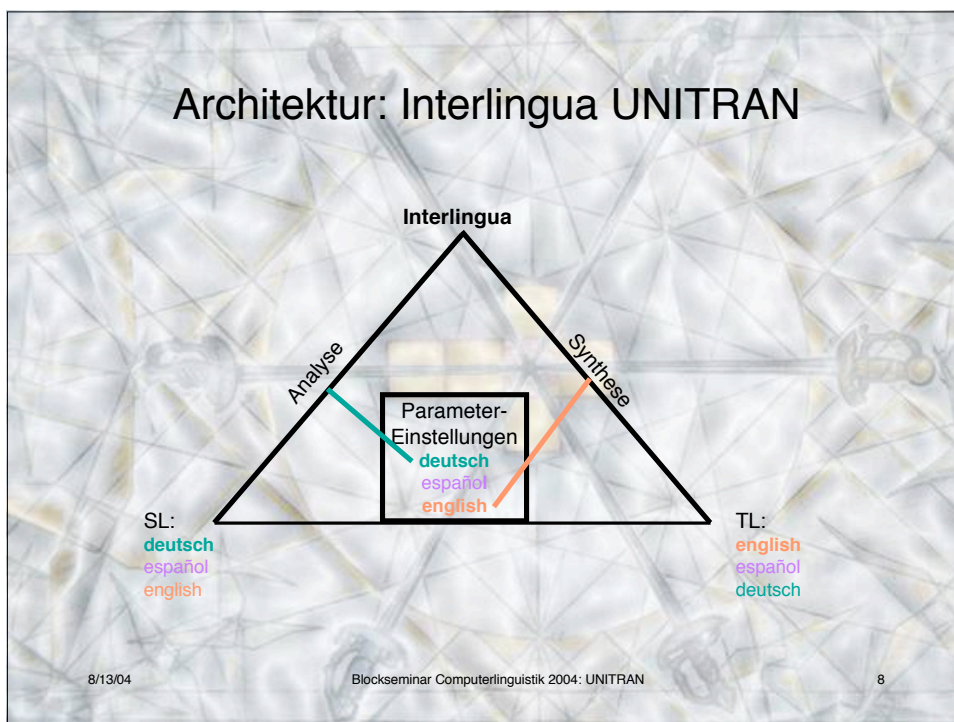 Architektur: Interlingua UNITRAN
Interlingua
Analyse
Synthese
Parameter-
Einstellungen
deutsch
español
english
SL:
deutsch
español
english
TL:
english
español
deutsch
8/13/04
Blockseminar Computerlinguistik 2004: UNITRAN
8